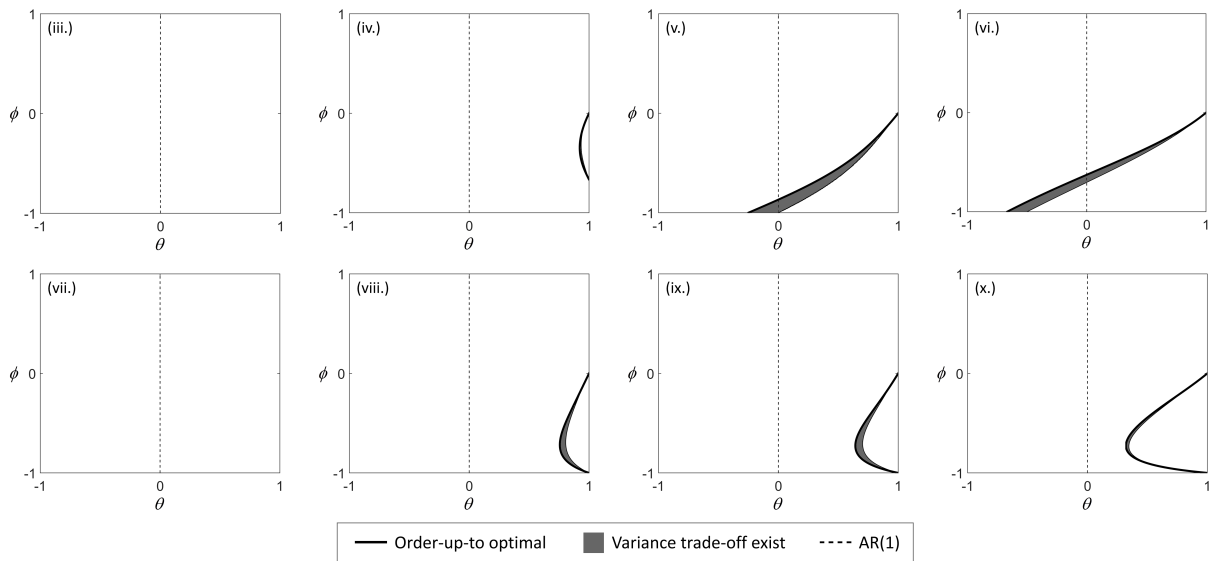 (iii.) (iv.) (v.) (vi.)
1 1 1 1
ϕ 0 ϕ 0 ϕ 0 ϕ 0
-1 -1 -1 -1
-1 0 1 -1 0 1 -1 0 1 -1 0 1
θ θ θ θ
1 1 1 1
(vii.) (viii.) (ix.) (x.)
ϕ 0 ϕ 0 ϕ 0 ϕ 0
-1 -1 -1 -1
-1 0 1 -1 0 1 -1 0 1 -1 0 1
θ θ θ θ
Order-up-to optimal Variance trade-off exist AR(1)